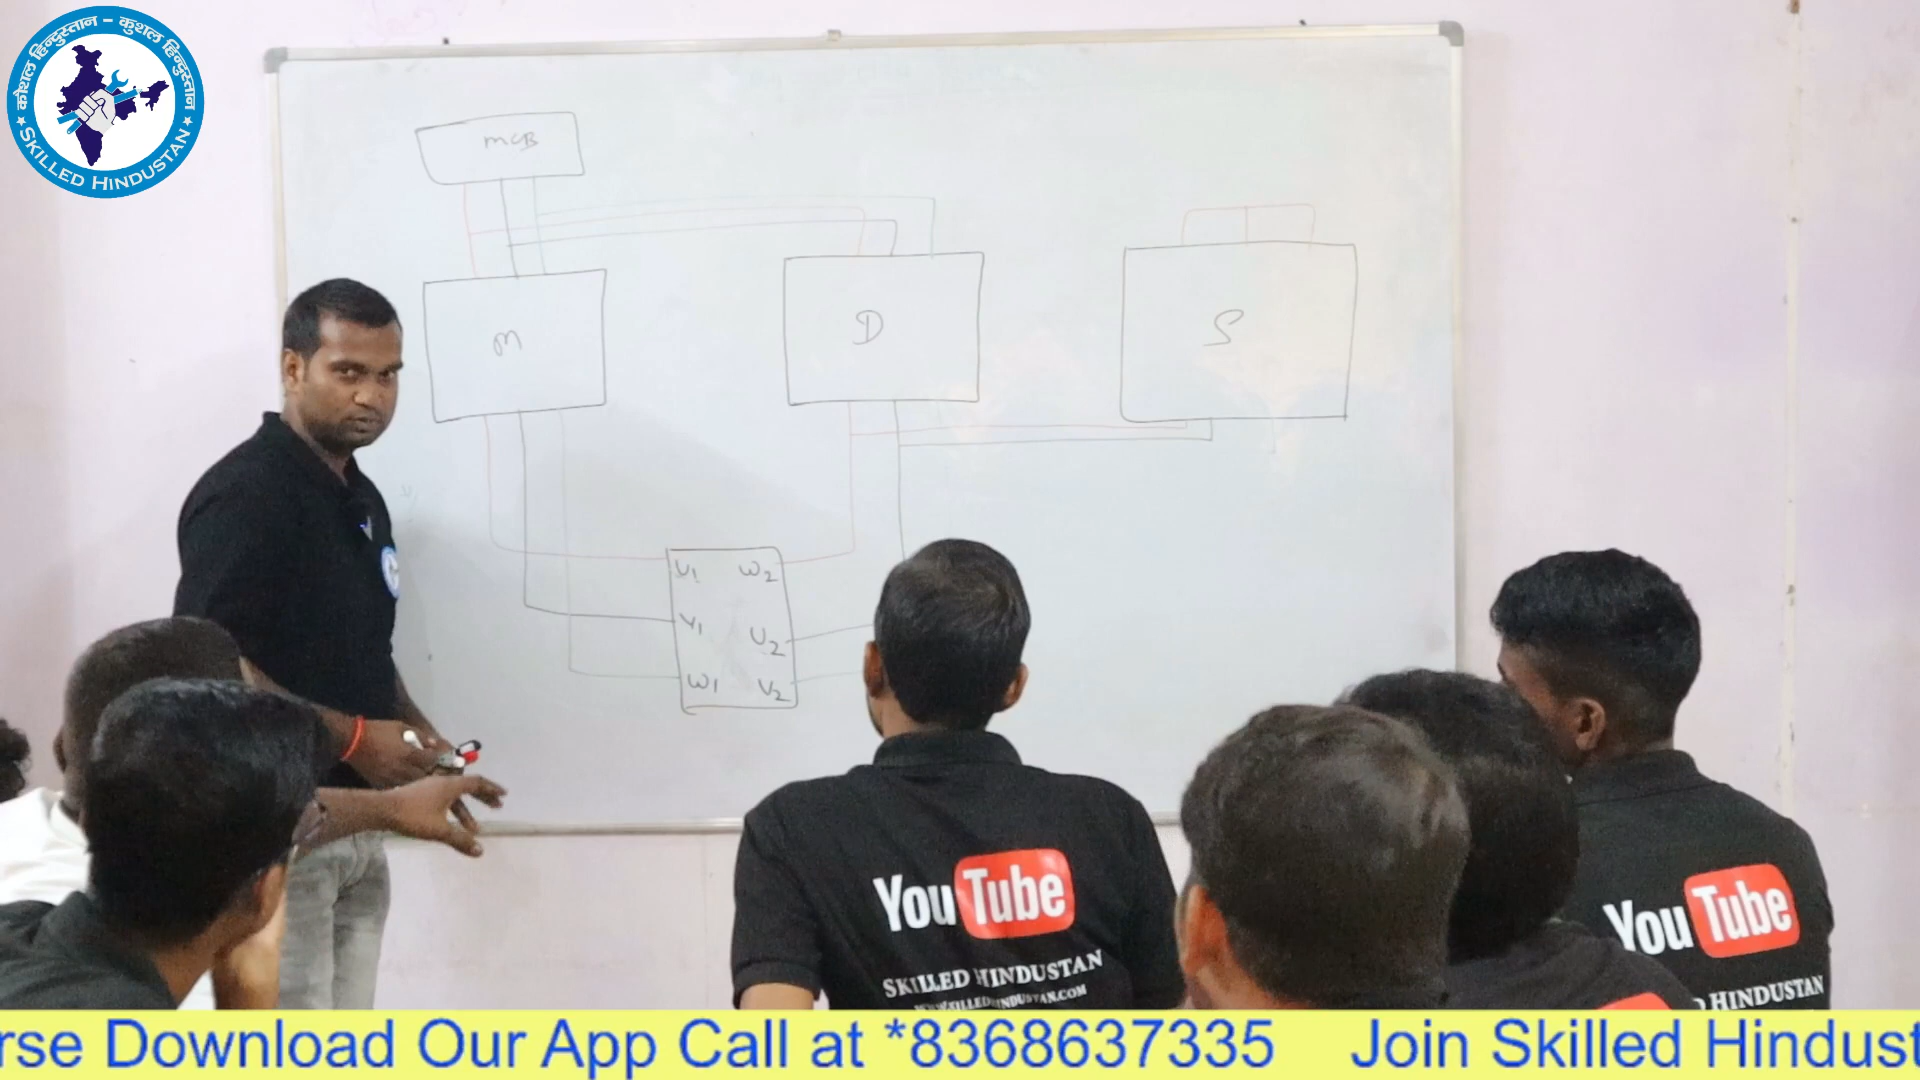 कौशल हिन्दुस्तान – कुशल हिन्दुस्तान
SKILLED HINDUSTAN
MCB
M
D
S
U1 W2
V1 U2
W1 V2
YouTube
SKILLED HINDUSTAN
YouTube
HINDUSTAN
rse Download Our App Call at *8368637335 Join Skilled Hindust